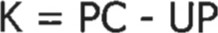 K = PC - UP